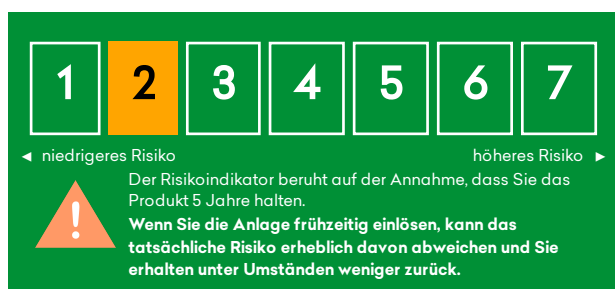 1 2 3 4 5 6 7
◄ niedrigeres Risiko höheres Risiko ►
Der Risikoindikator beruht auf der Annahme, dass Sie das
Produkt 5 Jahre halten.
!
Wenn Sie die Anlage frühzeitig einlösen, kann das
tatsächliche Risiko erheblich davon abweichen und Sie
erhalten unter Umständen weniger zurück.